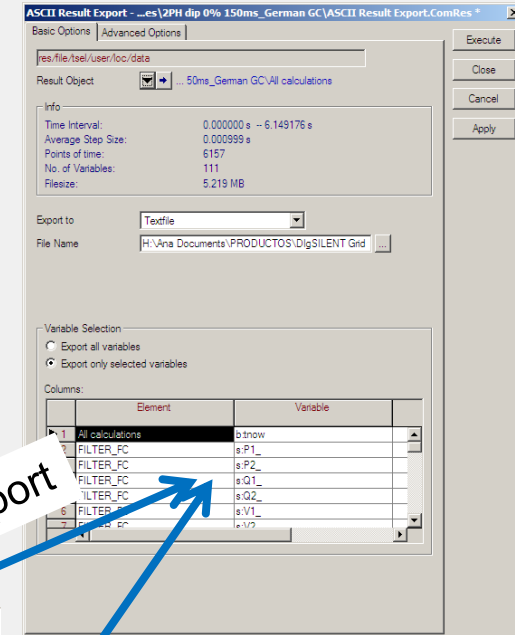 ASCII Result Export - ...es\2PH dip 0% 150ms_German GC\ASCII Result Export.ComRes *
Basic Options
Advanced Options
Execute
Close
Cancel
Apply
res/file/tsel/user/loc/data
Result Object
... 50ms_German GC\All calculations
Info
Time Interval: 0.000000 s -- 6.149176 s
Average Step Size: 0.000999 s
Points of time: 6157
No. of Variables: 111
Filesize: 5.219 MB
Export to Textfile
File Name H:\Ana Documents\PRODUCTOS\DIgSILENT Grid ...
Variable Selection
Export all variables
Export only selected variables
Columns:
Element Variable
1 All calculations b:tnow
2 FILTER_FC s:P1_
FILTER_FC s:P2_
FILTER_FC s:Q1_
FILTER_FC s:Q2_
6 FILTER_FC s:V1_
7 FILTER_FC s:V2
port